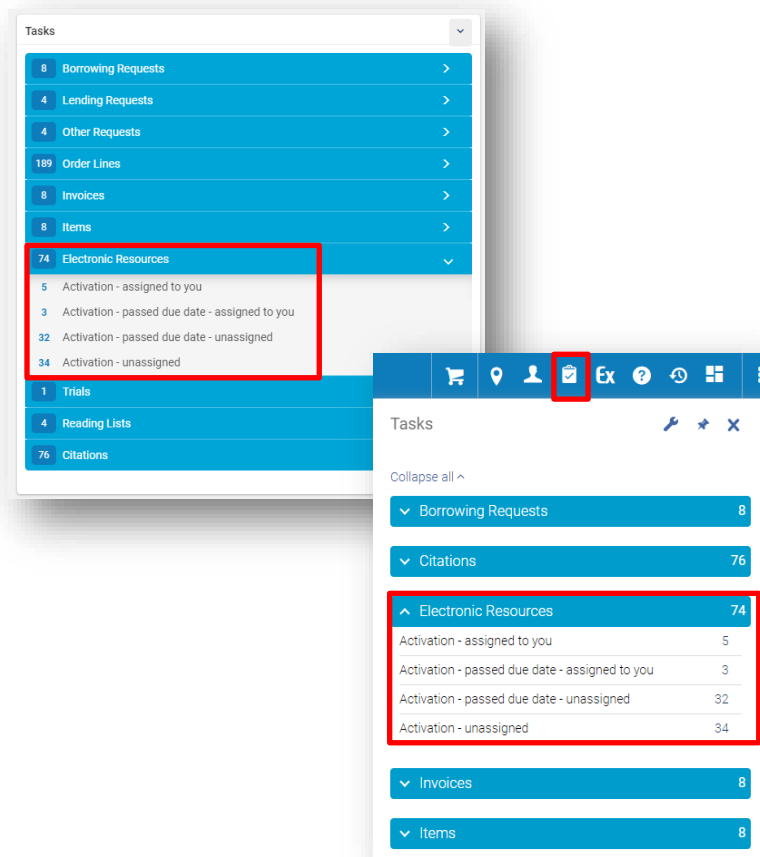 Tasks
8 Borrowing Requests
4 Lending Requests
4 Other Requests
189 Order Lines
8 Invoices
8 Items
74 Electronic Resources
5 Activation - assigned to you
3 Activation - passed due date - assigned to you
32 Activation - passed due date - unassigned
34 Activation - unassigned
1 Trials
4 Reading Lists
76 Citations
Ex ?
Tasks
Collapse all
Borrowing Requests 8
Citations 76
Electronic Resources 74
Activation - assigned to you 5
Activation - passed due date - assigned to you 3
Activation - passed due date - unassigned 32
Activation - unassigned 34
Invoices 8
Items 8